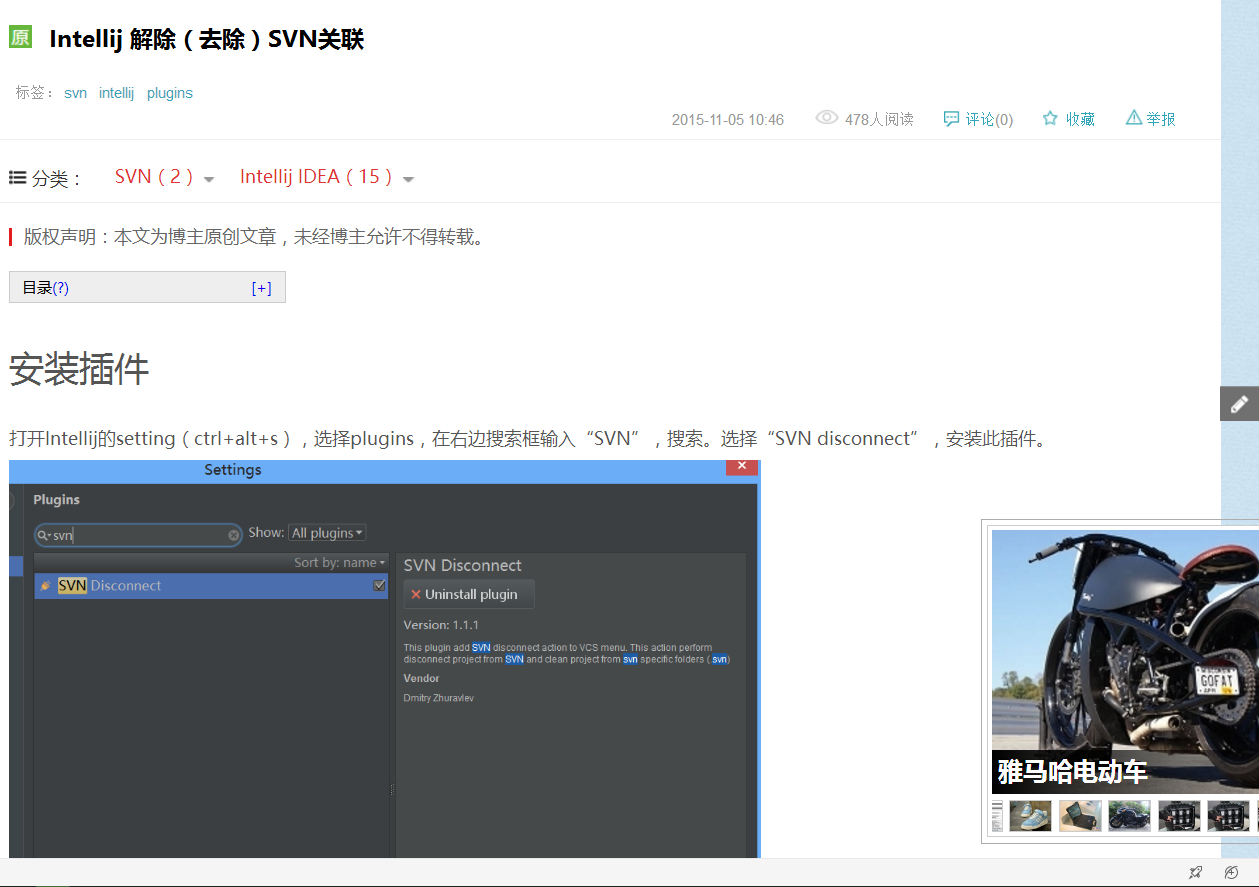 原 Intellij 解除（去除）SVN关联
标签： svn intellij plugins
2015-11-05 10:46 478人阅读 评论(0) 收藏 举报
分类： SVN（2） Intellij IDEA（15）
版权声明：本文为博主原创文章，未经博主允许不得转载。
目录(?) [+]
安装插件
打开Intellij的setting（ctrl+alt+s），选择plugins，在右边搜索框输入“SVN”，搜索。选择“SVN disconnect”，安装此插件。
Settings
Plugins
svn Show: All plugins
Sort by: name
SVN Disconnect
SVN Disconnect
Uninstall plugin
Version: 1.1.1
This plugin add SVN disconnect action to VCS menu. This action perform
disconnect project from SVN and clean project from svn specific folders (.svn)
Vendor
Dmitry Zhuravlev
GOFAT
雅马哈电动车